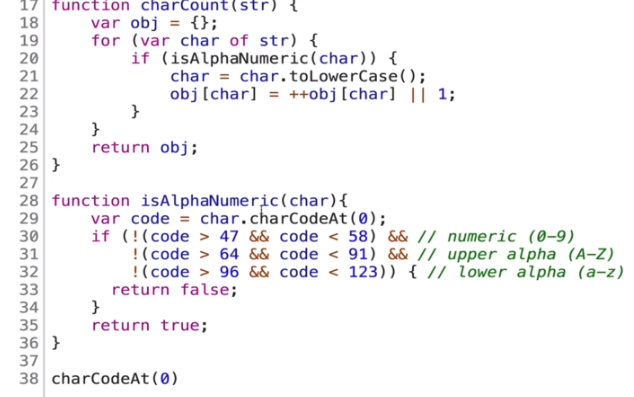 17 function charCount(str) {
18 var obj = {};
19 for (var char of str) {
20 if (isAlphaNumeric(char)) {
21 char = char.toLowerCase();
22 obj[char] = ++obj[char] || 1;
23 }
24 }
25 return obj;
26 }
27
28 function isAlphaNumeric(char){
29 var code = char.charCodeAt(0);
30 if (!(code > 47 && code < 58) && // numeric (0-9)
31 !(code > 64 && code < 91) && // upper alpha (A-Z)
32 !(code > 96 && code < 123)) { // lower alpha (a-z)
33 return false;
34 }
35 return true;
36 }
37
38 charCodeAt(0)